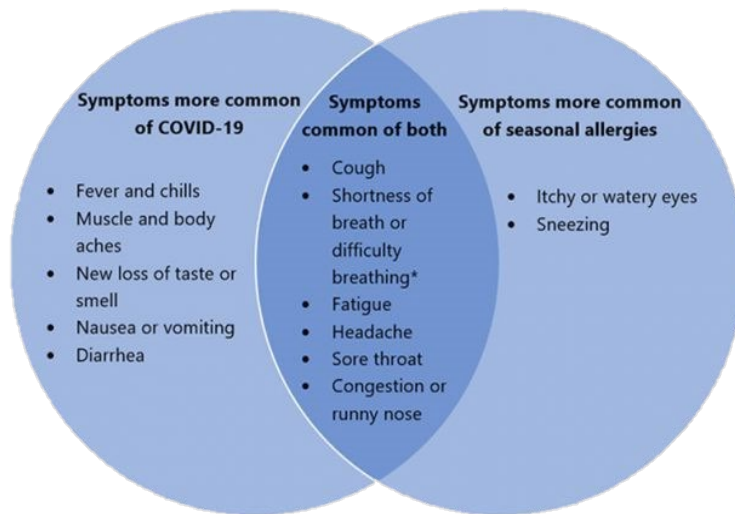 Symptoms more common
of COVID-19
• Fever and chills
• Muscle and body
aches
• New loss of taste or
smell
• Nausea or vomiting
• Diarrhea
Symptoms
common of both
• Cough
• Shortness of
breath or
difficulty
breathing*
• Fatigue
• Headache
• Sore throat
• Congestion or
runny nose
Symptoms more common
of seasonal allergies
• Itchy or watery eyes
• Sneezing